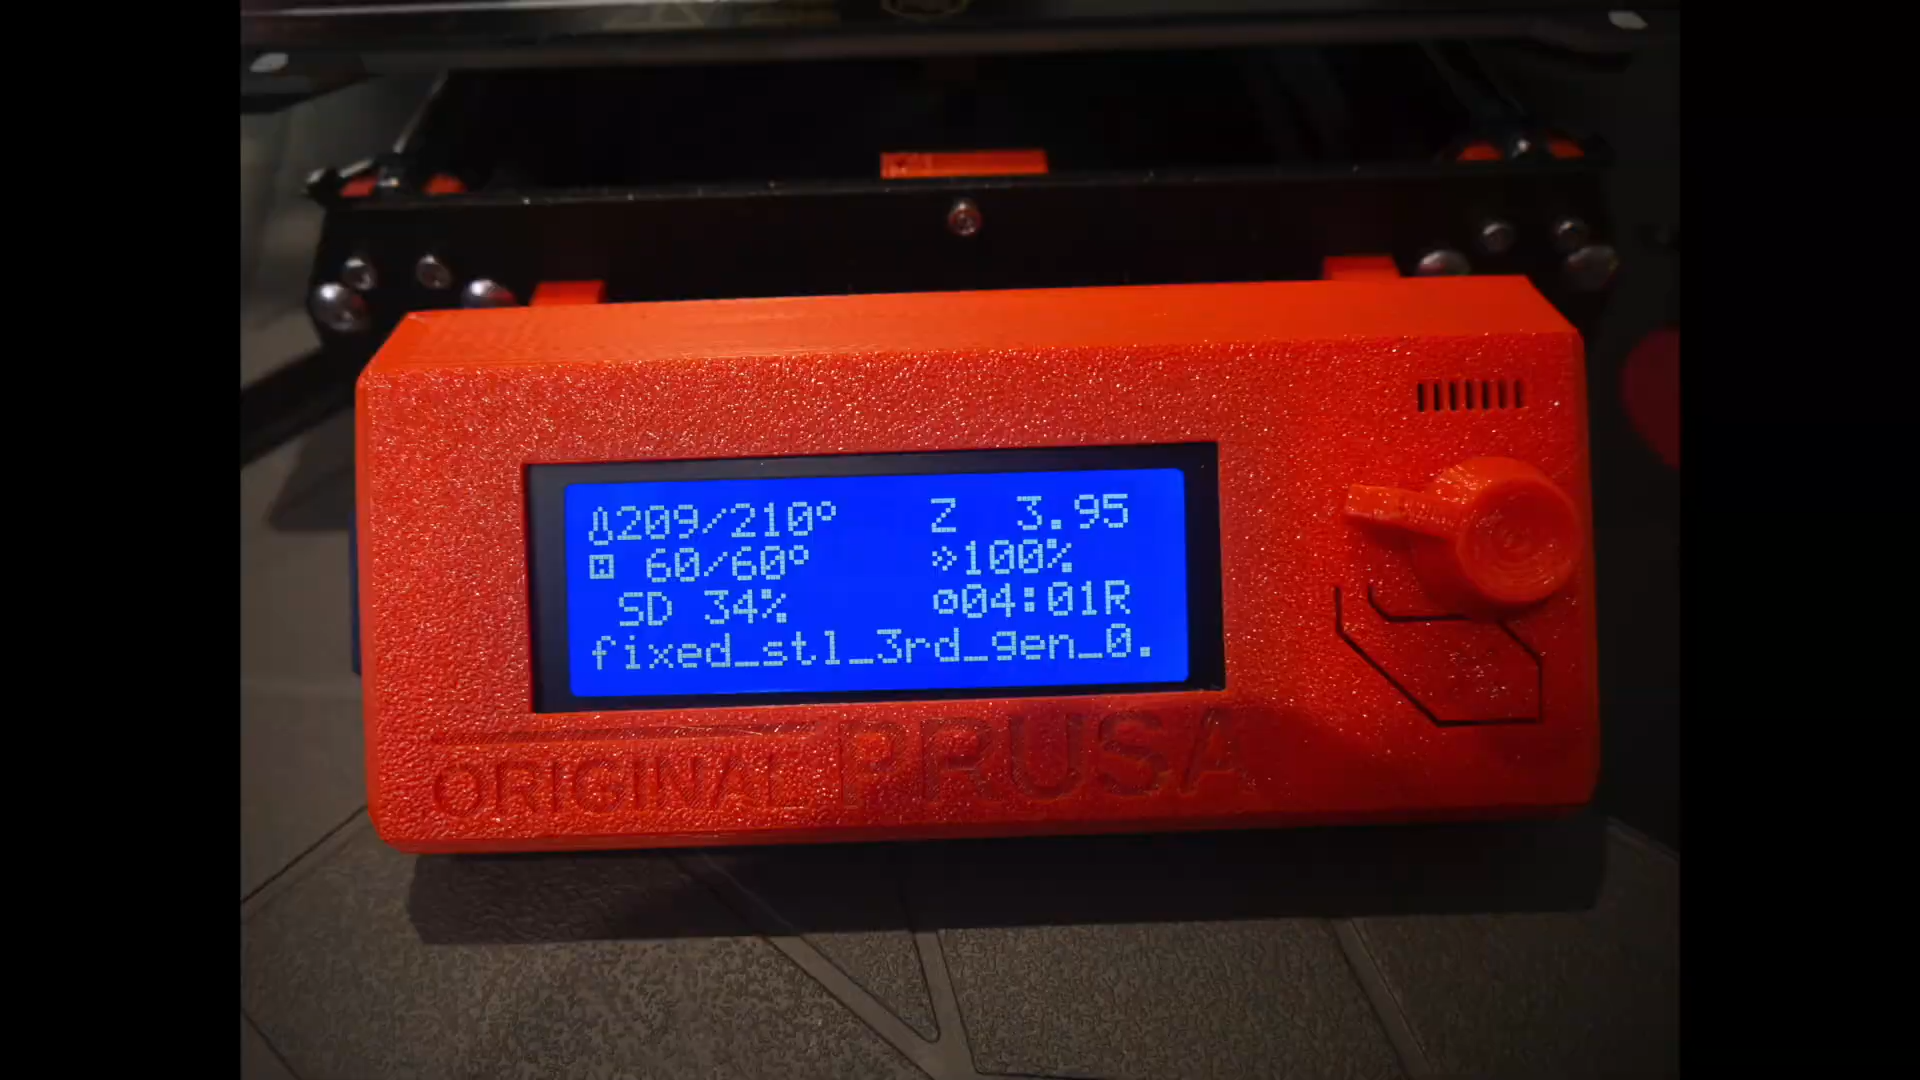 209/210° Z 3.95
60/60° 100%
SD 34% 04:01R
fixed_stl_3rd_gen_0.
ORIGINAL PRUSA